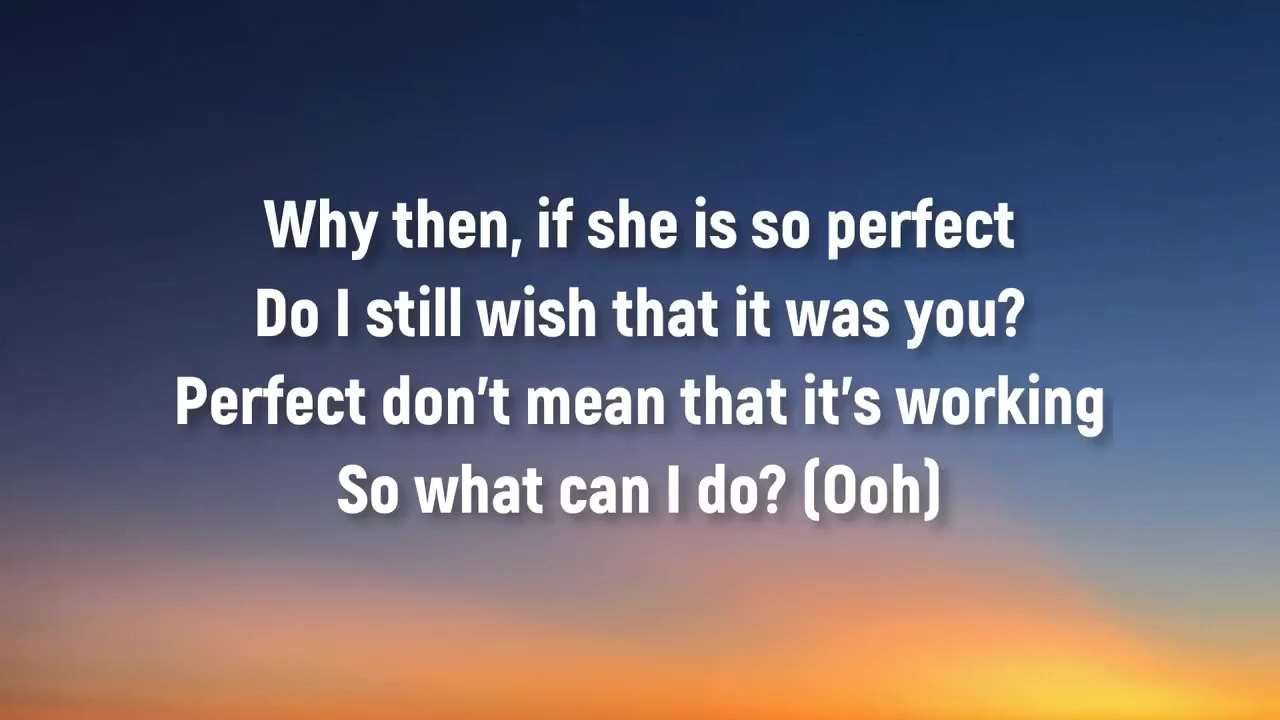 Why then, if she is so perfect
Do I still wish that it was you?
Perfect don't mean that it's working
So what can I do? (Ooh)